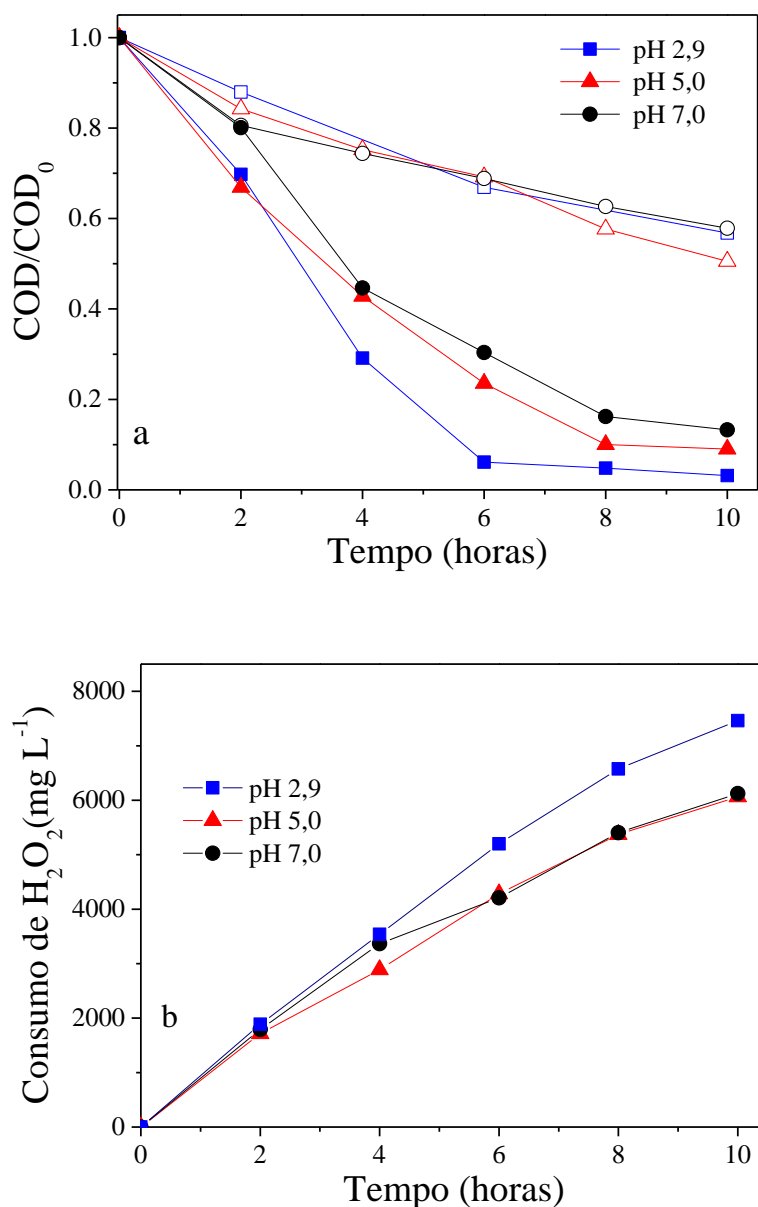 1.0
0.8
0.6
0.4
0.2
0.0
COD/COD₀
pH 2,9
pH 5,0
pH 7,0
a
0 2 4 6 8 10
Tempo (horas)
8000
6000
4000
2000
0
Consumo de H₂O₂(mg L⁻¹)
pH 2,9
pH 5,0
pH 7,0
b
0 2 4 6 8 10
Tempo (horas)